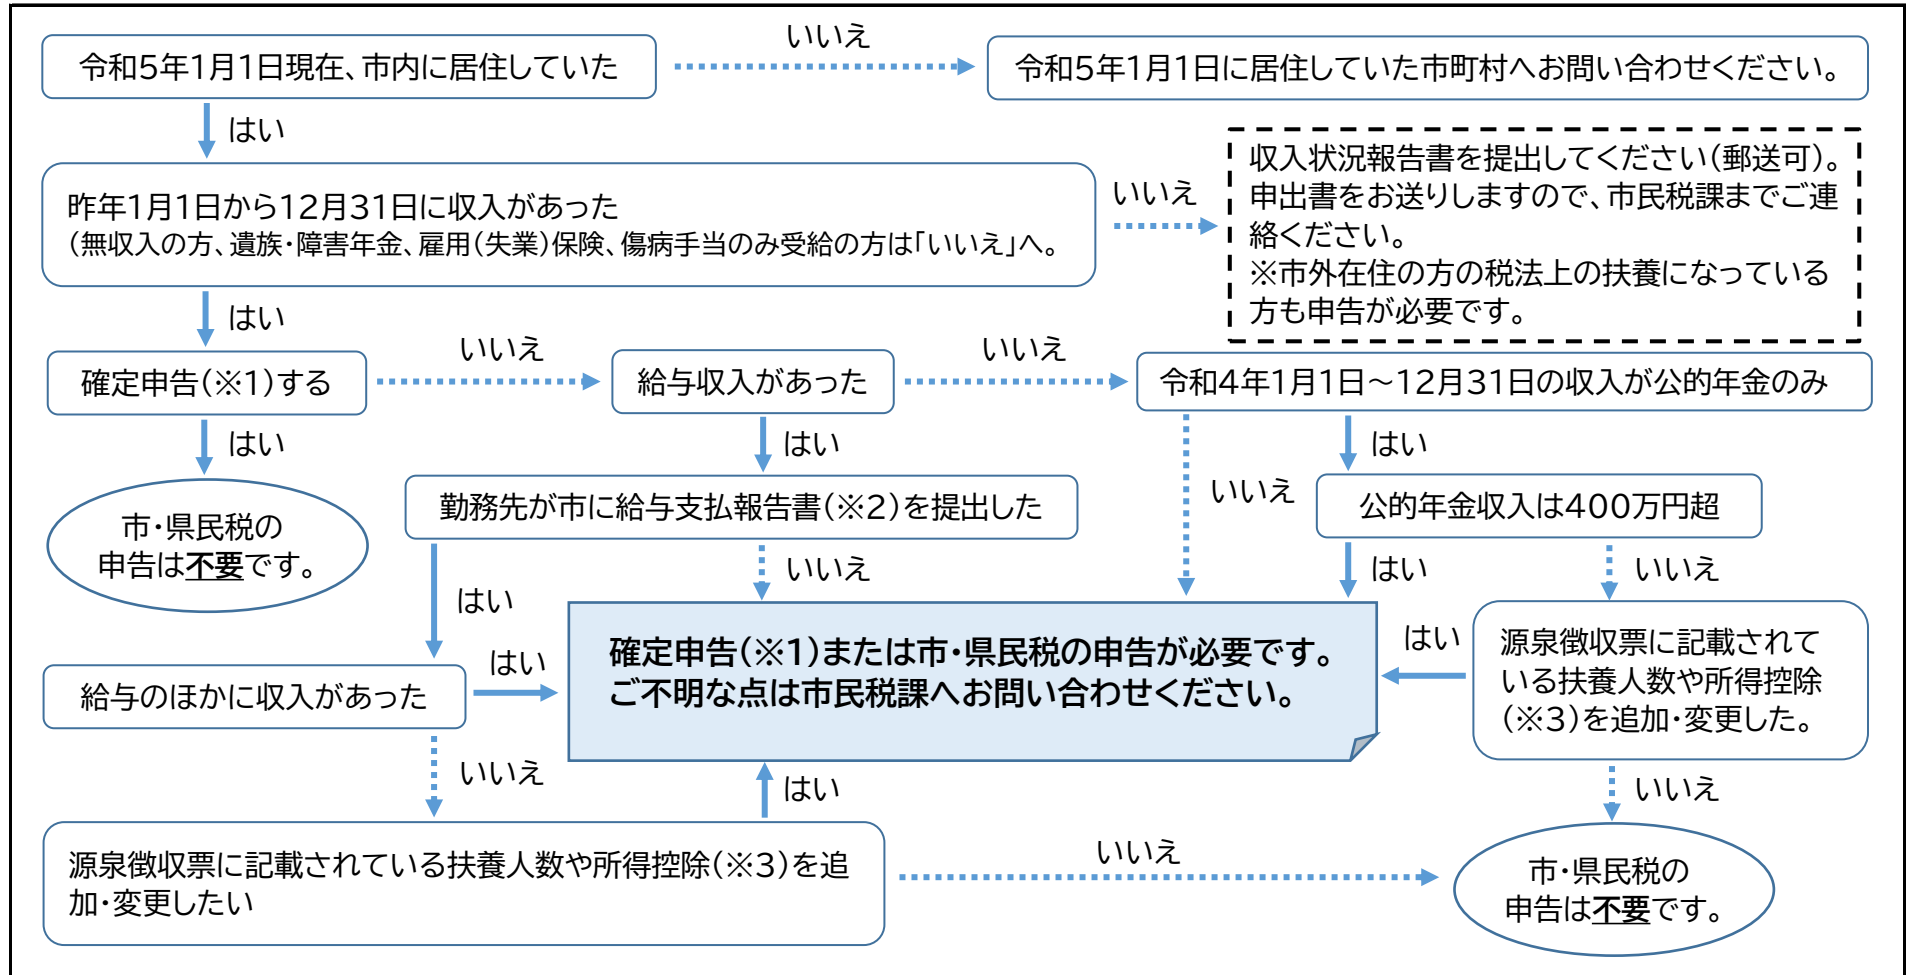 令和5年1月1日現在、市内に居住していた
いいえ
令和5年1月1日に居住していた市町村へお問い合わせください。
はい
昨年1月1日から12月31日に収入があった
(無収入の方、遺族・障害年金、雇用(失業)保険、傷病手当のみ受給の方は「いいえ」へ。
いいえ
収入状況報告書を提出してください(郵送可)。
申出書をお送りしますので、市民税課までご連
絡ください。
※市外在住の方の税法上の扶養になっている
方も申告が必要です。
はい
確定申告(※1)する
いいえ
給与収入があった
いいえ
令和4年1月1日～12月31日の収入が公的年金のみ
はい
はい
いいえ
はい
市・県民税の
申告は不要です。
勤務先が市に給与支払報告書(※2)を提出した
公的年金収入は400万円超
はい
いいえ
はい
いいえ
給与のほかに収入があった
はい
確定申告(※1)または市・県民税の申告が必要です。
ご不明な点は市民税課へお問い合わせください。
はい
源泉徴収票に記載されて
いる扶養人数や所得控除
(※3)を追加・変更した。
いいえ
はい
いいえ
源泉徴収票に記載されている扶養人数や所得控除(※3)を追
加・変更したい
いいえ
市・県民税の
申告は不要です。